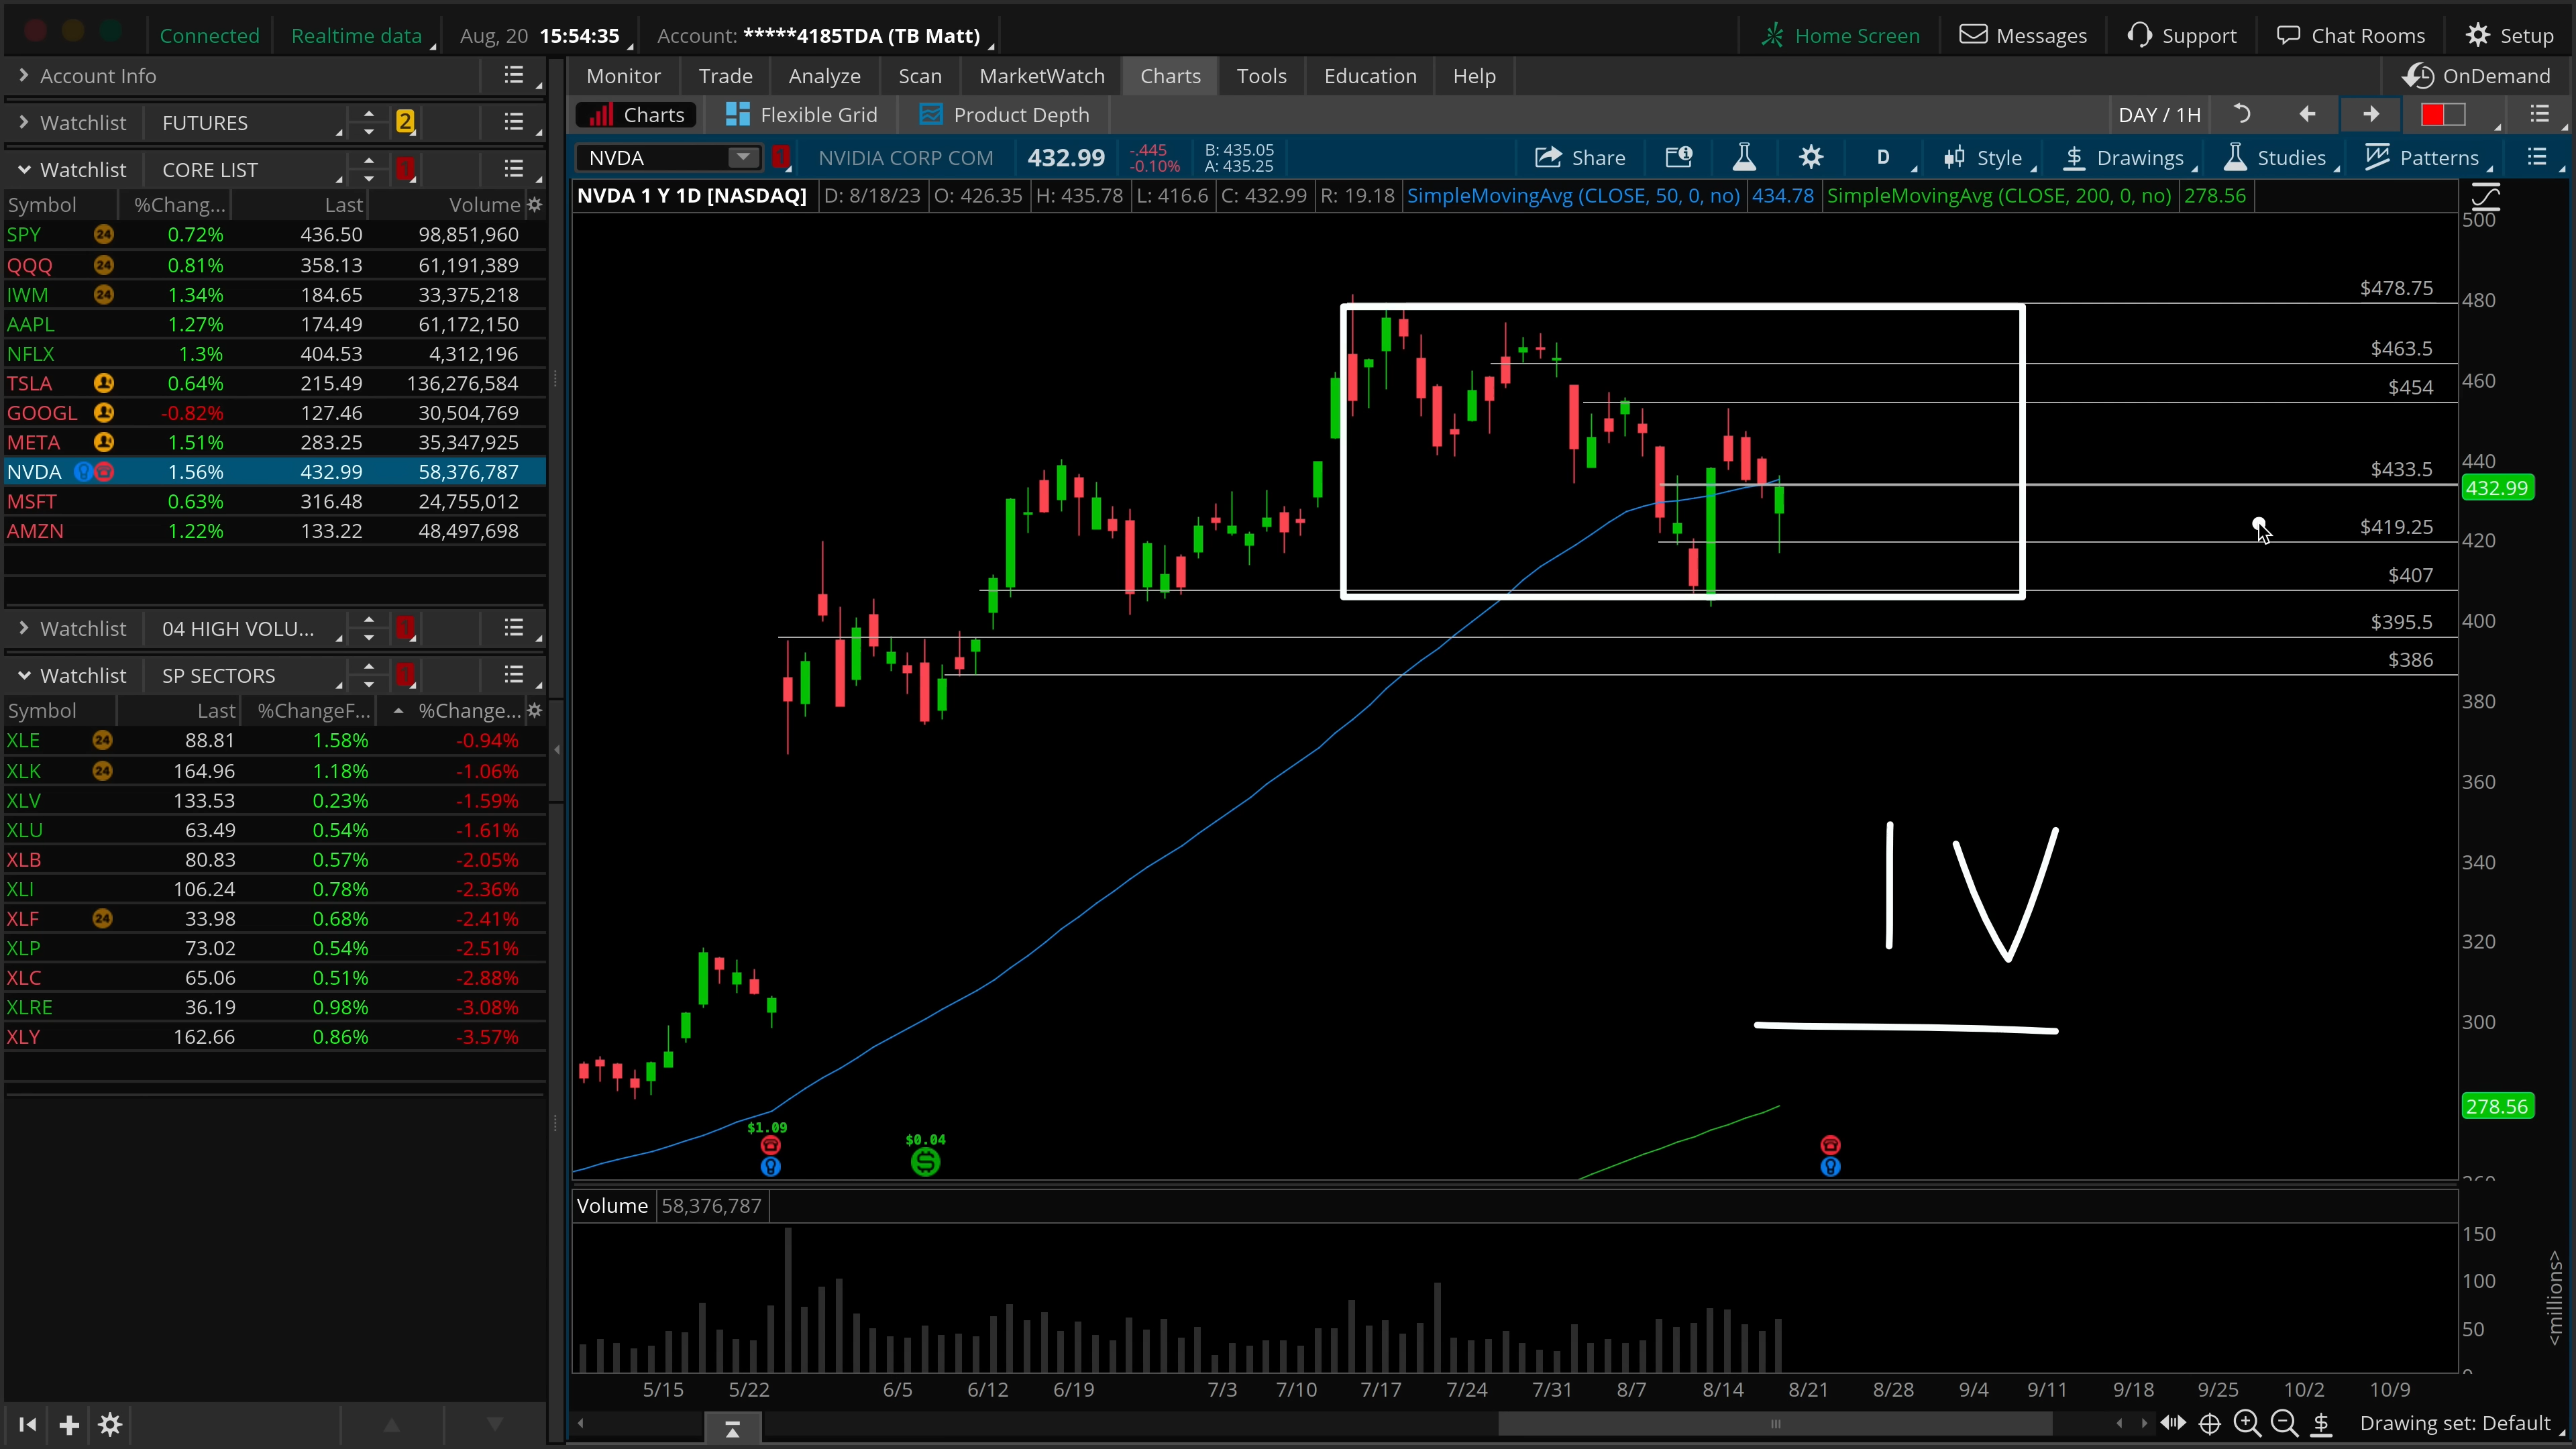 Connected Realtime data Aug, 20 15:54:35 Account: *****4185TDA (TB Matt) Home Screen Messages Support Chat Rooms Setup
Account Info
Watchlist FUTURES 2
Watchlist CORE LIST 1
Symbol %Chang... Last Volume
SPY 24 0.72% 436.50 98,851,960
QQQ 24 0.81% 358.13 61,191,389
IWM 24 1.34% 184.65 33,375,218
AAPL 1.27% 174.49 61,172,150
NFLX 1.3% 404.53 4,312,196
TSLA 0.64% 215.49 136,276,584
GOOGL -0.82% 127.46 30,504,769
META 1.51% 283.25 35,347,925
NVDA 1.56% 432.99 58,376,787
MSFT 0.63% 316.48 24,755,012
AMZN 1.22% 133.22 48,497,698
Watchlist 04 HIGH VOLU... 1
Watchlist SP SECTORS 1
Symbol Last %ChangeF... %Change...
XLE 24 88.81 1.58% -0.94%
XLK 24 164.96 1.18% -1.06%
XLV 133.53 0.23% -1.59%
XLU 63.49 0.54% -1.61%
XLB 80.83 0.57% -2.05%
XLI 106.24 0.78% -2.36%
XLF 24 33.98 0.68% -2.41%
XLP 73.02 0.54% -2.51%
XLC 65.06 0.51% -2.88%
XLRE 36.19 0.98% -3.08%
XLY 162.66 0.86% -3.57%
Monitor Trade Analyze Scan MarketWatch Charts Tools Education Help OnDemand
Charts Flexible Grid Product Depth DAY / 1H
NVDA 1 NVIDIA CORP COM 432.99 -.445 -0.10% B: 435.05 A: 435.25 Share D Style Drawings Studies Patterns
NVDA 1 Y 1D [NASDAQ] D: 8/18/23 O: 426.35 H: 435.78 L: 416.6 C: 432.99 R: 19.18 SimpleMovingAvg (CLOSE, 50, 0, no) 434.78 SimpleMovingAvg (CLOSE, 200, 0, no) 278.56
500
$478.75
480
$463.5
460
$454
440
$433.5
432.99
$419.25
420
$407
400
$395.5
$386
380
360
340
320
300
278.56
IV
$1.09
$0.04
Volume 58,376,787
150
100
50
<millions>
5/15 5/22 6/5 6/12 6/19 7/3 7/10 7/17 7/24 7/31 8/7 8/14 8/21 8/28 9/4 9/11 9/18 9/25 10/2 10/9
Drawing set: Default